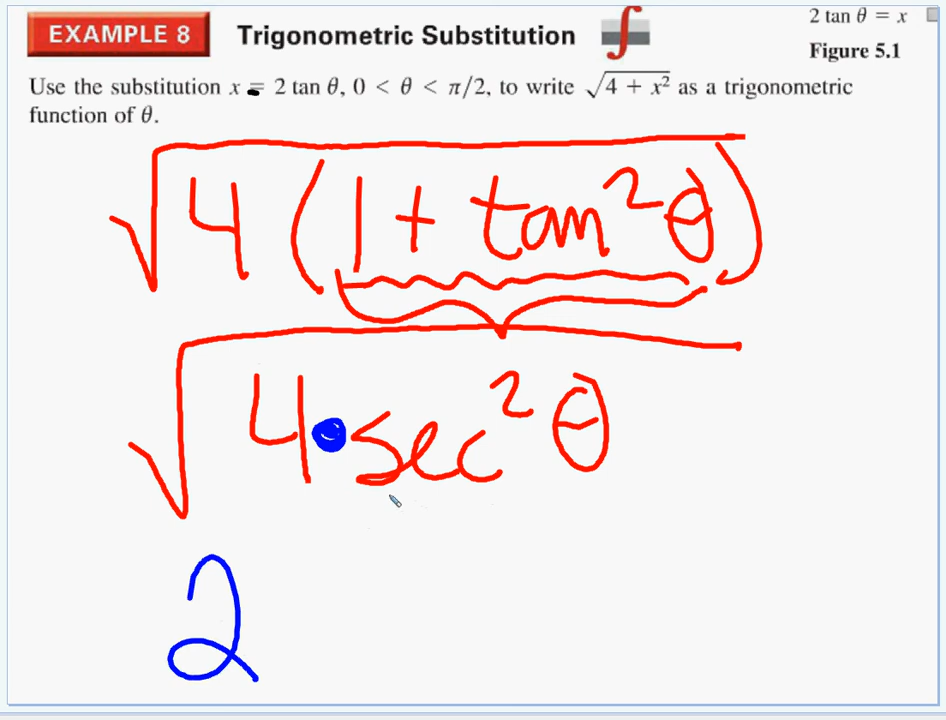 EXAMPLE 8 Trigonometric Substitution ∫
2 tan θ = x
Figure 5.1
Use the substitution x = 2 tan θ, 0 < θ < π/2, to write √4 + x² as a trigonometric
function of θ.
√4 (1 + tan²θ)
√4 • sec²θ
2